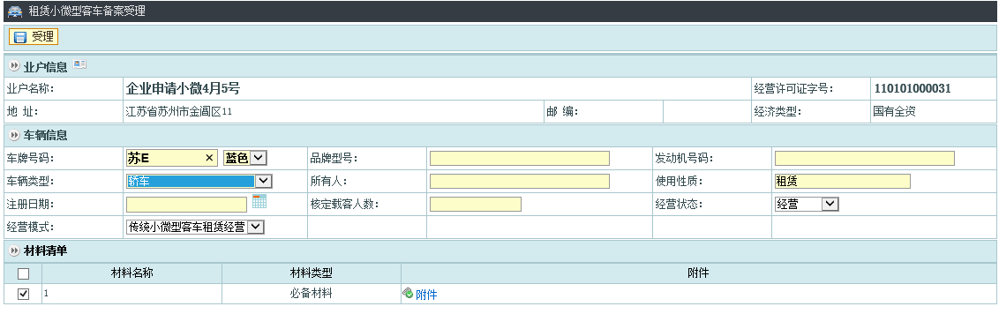 租赁小微型客车备案受理
受理
业户信息
业户名称： 企业申请小微4月5号 经营许可证字号： 110101000031
地 址： 江苏省苏州市金阊区11 邮 编： 经济类型： 国有全资
车辆信息
车牌号码： 苏E × 蓝色 品牌型号： 发动机号码：
车辆类型： 轿车 所有人： 使用性质： 租赁
注册日期： 核定载客人数： 经营状态： 经营
经营模式： 传统小微型客车租赁经营
材料清单
材料名称 材料类型 附件
1 必备材料 附件